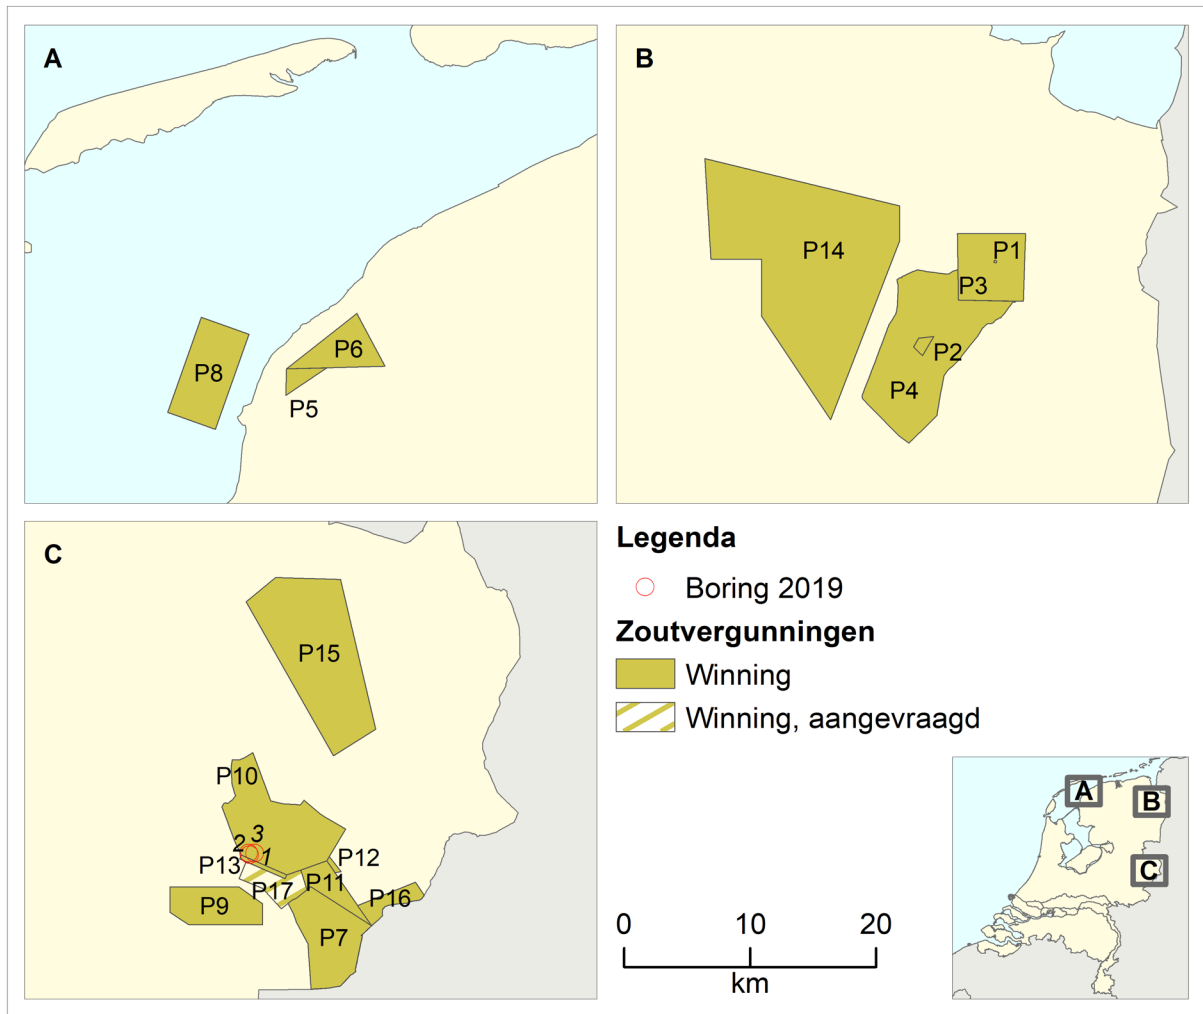 A
P8
P6
P5
B
P14
P1
P3
P2
P4
C
P15
P10
3
2
1
P13
P12
P17
P11
P16
P9
P7
Legenda
Boring 2019
Zoutvergunningen
Winning
Winning, aangevraagd
0 10 20
km
A
B
C